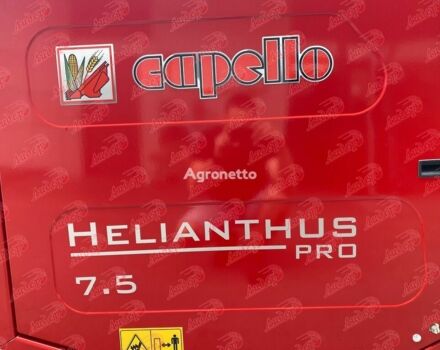 capello
Agronetto
HELIANTHUS
PRO
7.5